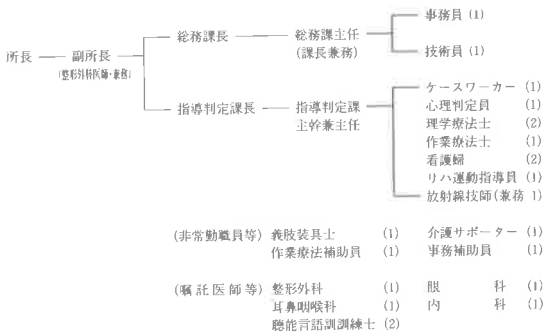 事務員 (1)
総務課長 総務課主任
(課長兼務)
技術員 (1)
所長 副所長
(整形外科医師・兼務)
指導判定課長 指導判定課
主幹兼主任
ケースワーカー (1)
心理判定員 (1)
理学療法士 (2)
作業療法士 (1)
看護婦 (2)
リハ運動指導員 (1)
放射線技師(兼務 1)
(非常勤職員等) 義肢装具士 (1) 介護サポーター (1)
作業療法補助員 (1) 事務補助員 (1)
(嘱託医師等) 整形外科 (1) 眼科 (1)
耳鼻咽喉科 (1) 内科 (1)
聴能言語訓訓練士 (2)